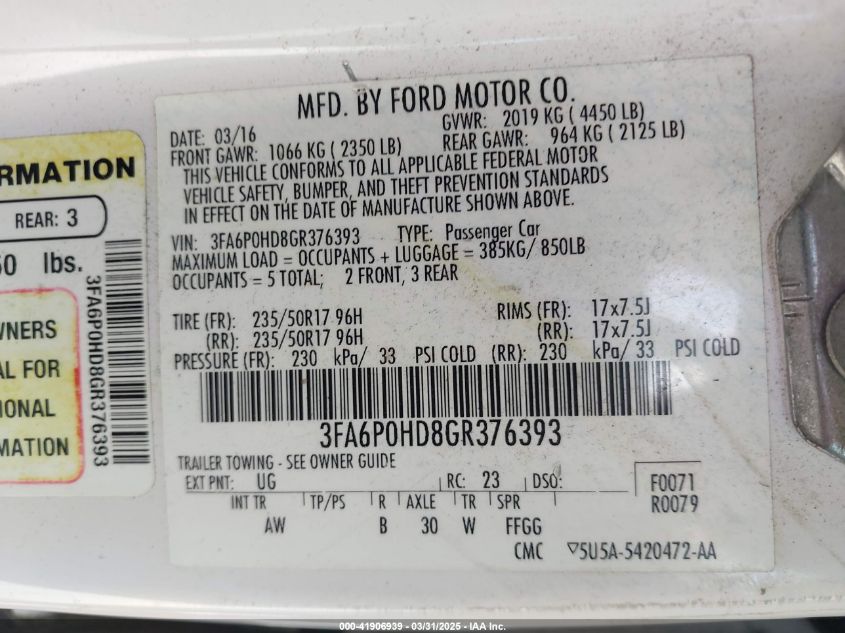 MFD. BY FORD MOTOR CO.
DATE: 03/16
GVWR: 2019 KG ( 4450 LB)
FRONT GAWR: 1066 KG ( 2350 LB)
REAR GAWR: 964 KG ( 2125 LB)
THIS VEHICLE CONFORMS TO ALL APPLICABLE FEDERAL MOTOR
VEHICLE SAFETY, BUMPER, AND THEFT PREVENTION STANDARDS
IN EFFECT ON THE DATE OF MANUFACTURE SHOWN ABOVE.
VIN: 3FA6P0HD8GR376393 TYPE: Passenger Car
MAXIMUM LOAD = OCCUPANTS + LUGGAGE = 385KG/ 850LB
OCCUPANTS = 5 TOTAL; 2 FRONT, 3 REAR
TIRE (FR): 235/50R17 96H RIMS (FR): 17x7.5J
(RR): 235/50R17 96H (RR): 17x7.5J
PRESSURE (FR): 230 kPa/ 33 PSI COLD (RR): 230 kPa/ 33 PSI COLD
3FA6P0HD8GR376393
TRAILER TOWING - SEE OWNER GUIDE
EXT PNT: UG RC: 23 DSO: F0071
R0079
INT TR TP/PS R AXLE TR SPR
AW B 30 W FFGG
CMC ▽5U5A-5420472-AA
RMATION
REAR: 3
lbs.
3FA6P0HD8GR376393
WNERS
AL FOR
IONAL
MATION
000-41906939 - 03/31/2025 - IAA Inc.